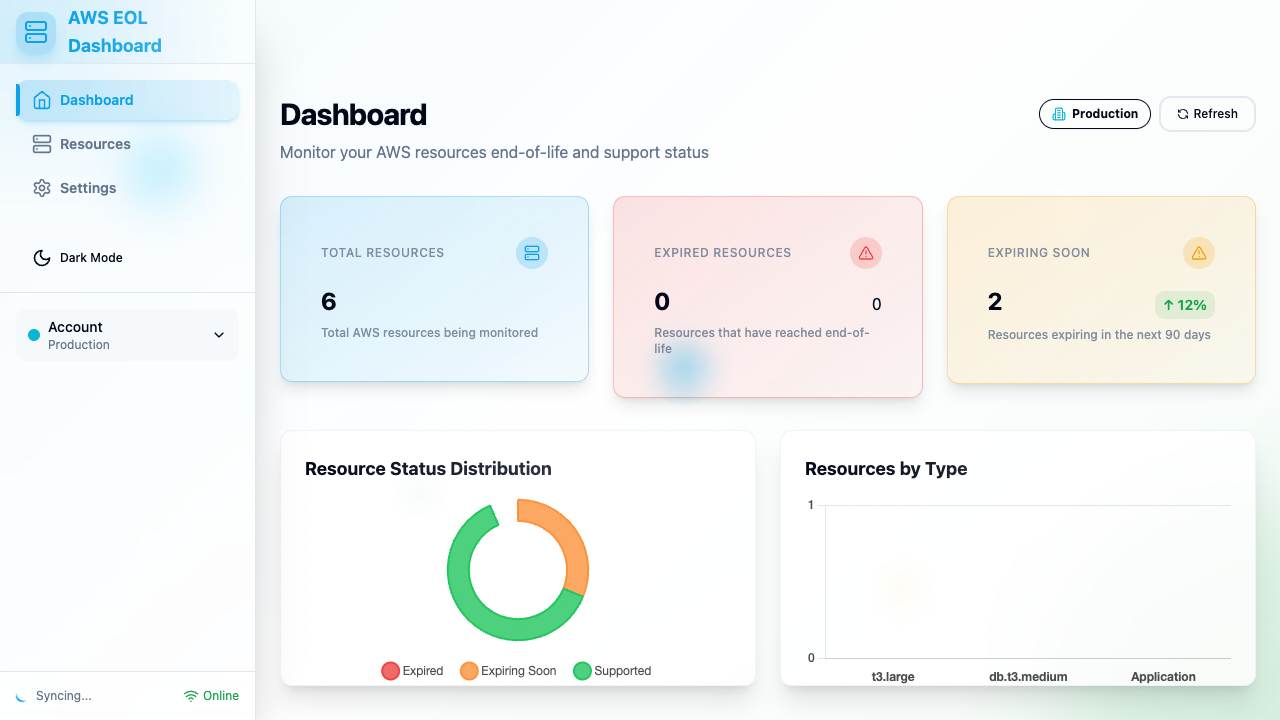 AWS EOL
Dashboard
Dashboard
Resources
Settings
Dark Mode
Account
Production
Syncing...
Online
Dashboard
Monitor your AWS resources end-of-life and support status
Production
Refresh
TOTAL RESOURCES
6
Total AWS resources being monitored
EXPIRED RESOURCES
0
0
Resources that have reached end-of-
life
EXPIRING SOON
2
↑ 12%
Resources expiring in the next 90 days
Resource Status Distribution
Expired
Expiring Soon
Supported
Resources by Type
1
0
t3.large
db.t3.medium
Application